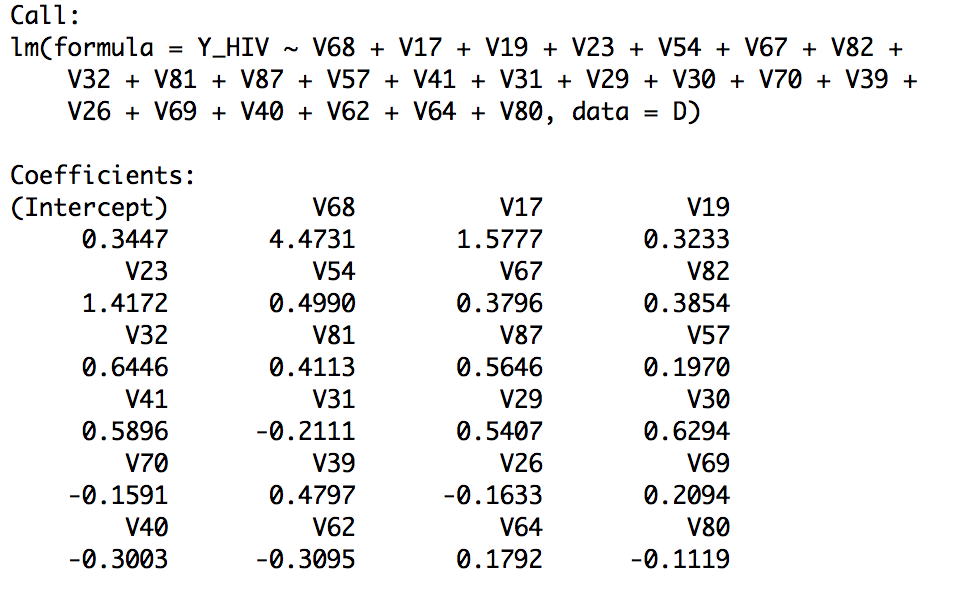 Call:
lm(formula = Y_HIV ~ V68 + V17 + V19 + V23 + V54 + V67 + V82 +
V32 + V81 + V87 + V57 + V41 + V31 + V29 + V30 + V70 + V39 +
V26 + V69 + V40 + V62 + V64 + V80, data = D)
Coefficients:
(Intercept) V68 V17 V19
0.3447 4.4731 1.5777 0.3233
V23 V54 V67 V82
1.4172 0.4990 0.3796 0.3854
V32 V81 V87 V57
0.6446 0.4113 0.5646 0.1970
V41 V31 V29 V30
0.5896 -0.2111 0.5407 0.6294
V70 V39 V26 V69
-0.1591 0.4797 -0.1633 0.2094
V40 V62 V64 V80
-0.3003 -0.3095 0.1792 -0.1119